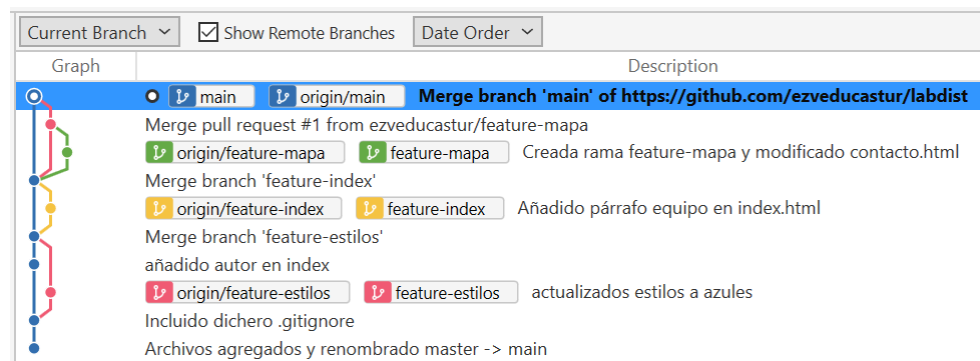 Current Branch Show Remote Branches Date Order
Graph Description
main origin/main Merge branch 'main' of https://github.com/ezveducastur/labdist
Merge pull request #1 from ezveducastur/feature-mapa
origin/feature-mapa feature-mapa Creada rama feature-mapa y modificado contacto.html
Merge branch 'feature-index'
origin/feature-index feature-index Añadido párrafo equipo en index.html
Merge branch 'feature-estilos'
añadido autor en index
origin/feature-estilos feature-estilos actualizados estilos a azules
Incluido dichero .gitignore
Archivos agregados y renombrado master -> main